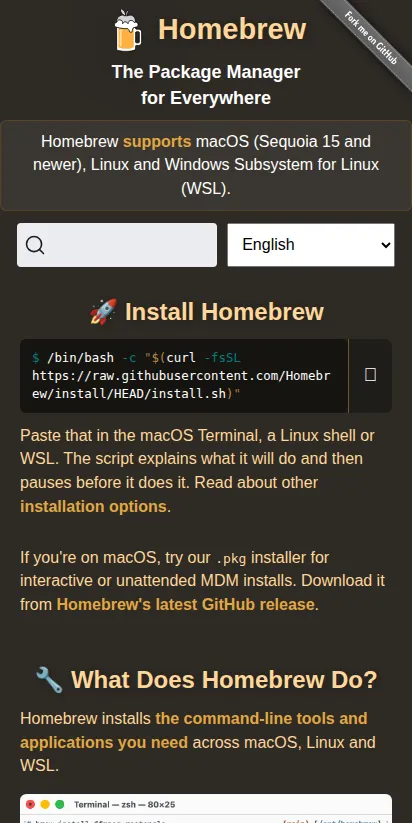 Homebrew
Fork me on GitHub
The Package Manager
for Everywhere
Homebrew supports macOS (Sequoia 15 and
newer), Linux and Windows Subsystem for Linux
(WSL).
English
🚀 Install Homebrew
$ /bin/bash -c "$(curl -fsSL
https://raw.githubusercontent.com/Homebr
ew/install/HEAD/install.sh)"
Paste that in the macOS Terminal, a Linux shell or
WSL. The script explains what it will do and then
pauses before it does it. Read about other
installation options.
If you're on macOS, try our .pkg installer for
interactive or unattended MDM installs. Download it
from Homebrew's latest GitHub release.
🔧 What Does Homebrew Do?
Homebrew installs the command-line tools and
applications you need across macOS, Linux and
WSL.
Terminal — zsh — 80×25